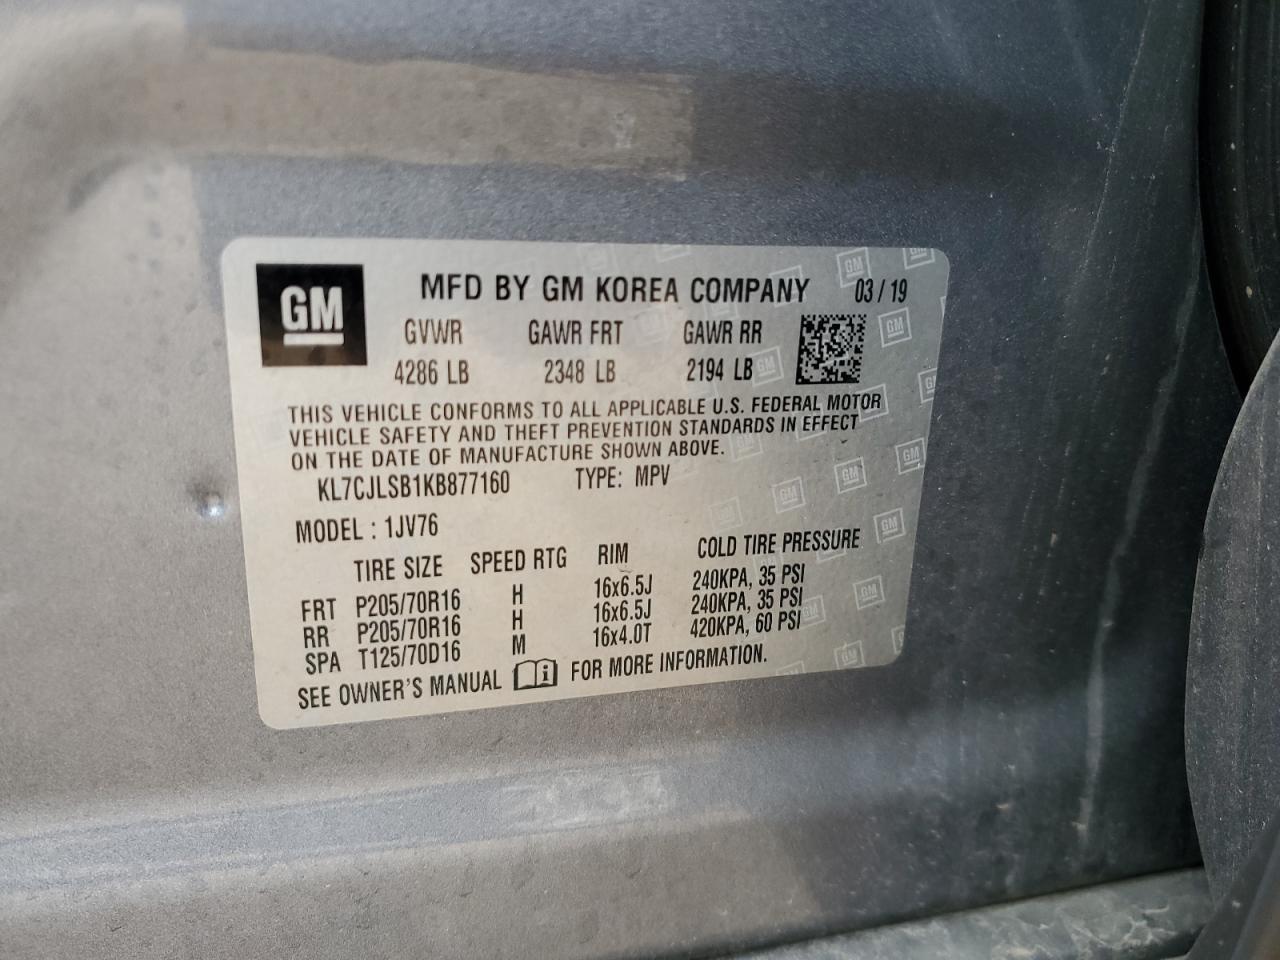 GM MFD BY GM KOREA COMPANY 03/19
GVWR GAWR FRT GAWR RR
4286 LB 2348 LB 2194 LB
THIS VEHICLE CONFORMS TO ALL APPLICABLE U.S. FEDERAL MOTOR
VEHICLE SAFETY AND THEFT PREVENTION STANDARDS IN EFFECT
ON THE DATE OF MANUFACTURE SHOWN ABOVE.
KL7CJLSB1KB877160 TYPE: MPV
MODEL : 1JV76
TIRE SIZE SPEED RTG RIM COLD TIRE PRESSURE
FRT P205/70R16 H 16x6.5J 240KPA, 35 PSI
RR P205/70R16 H 16x6.5J 240KPA, 35 PSI
SPA T125/70D16 M 16x4.0T 420KPA, 60 PSI
SEE OWNER'S MANUAL i FOR MORE INFORMATION.